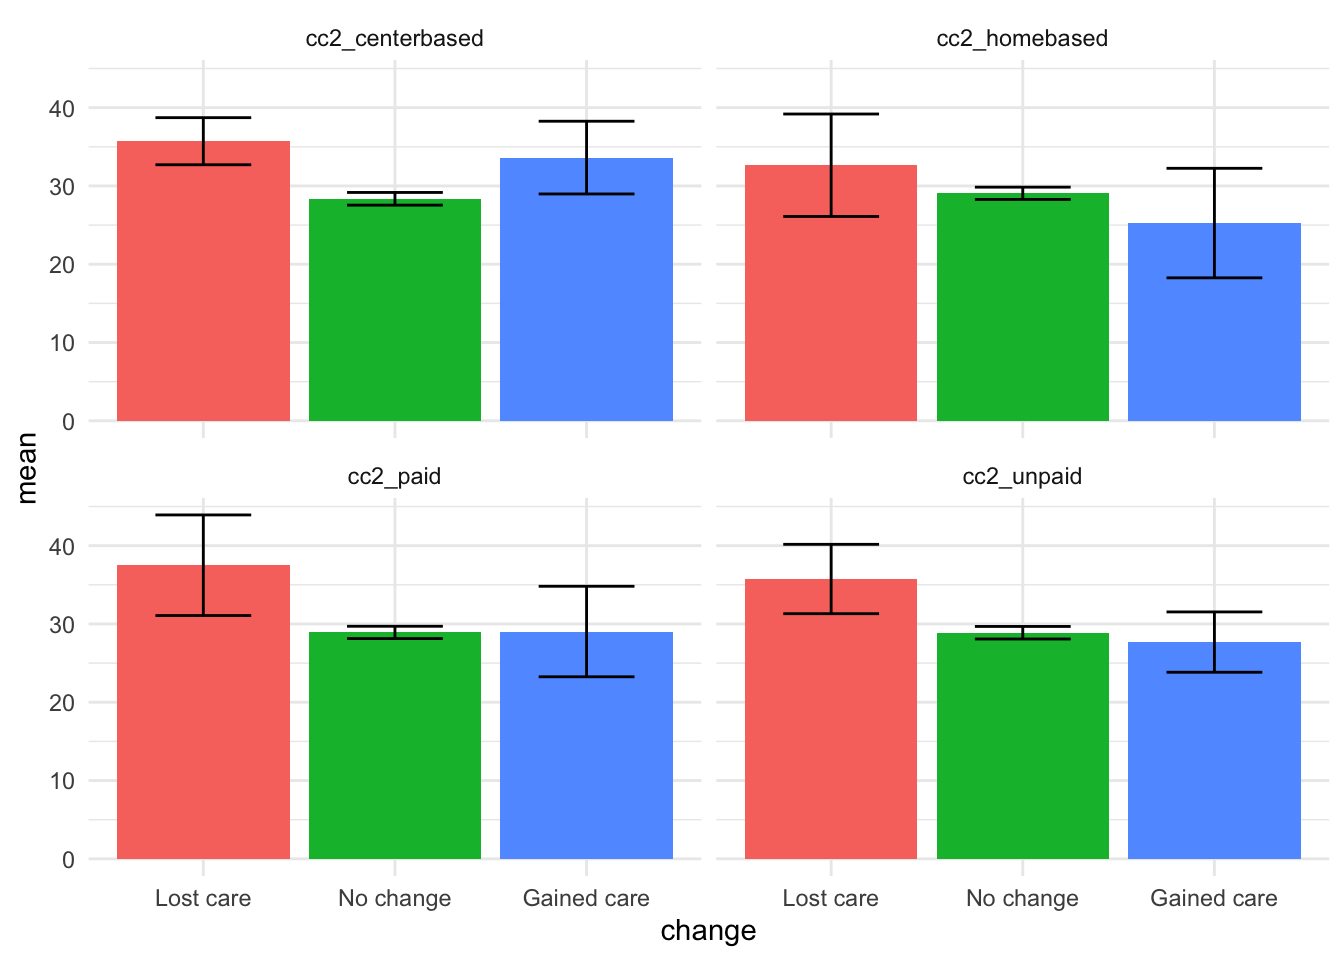 cc2_centerbased
cc2_homebased
40
30
20
10
0
mean
cc2_paid
cc2_unpaid
40
30
20
10
0
Lost care
No change
Gained care
Lost care
No change
Gained care
change